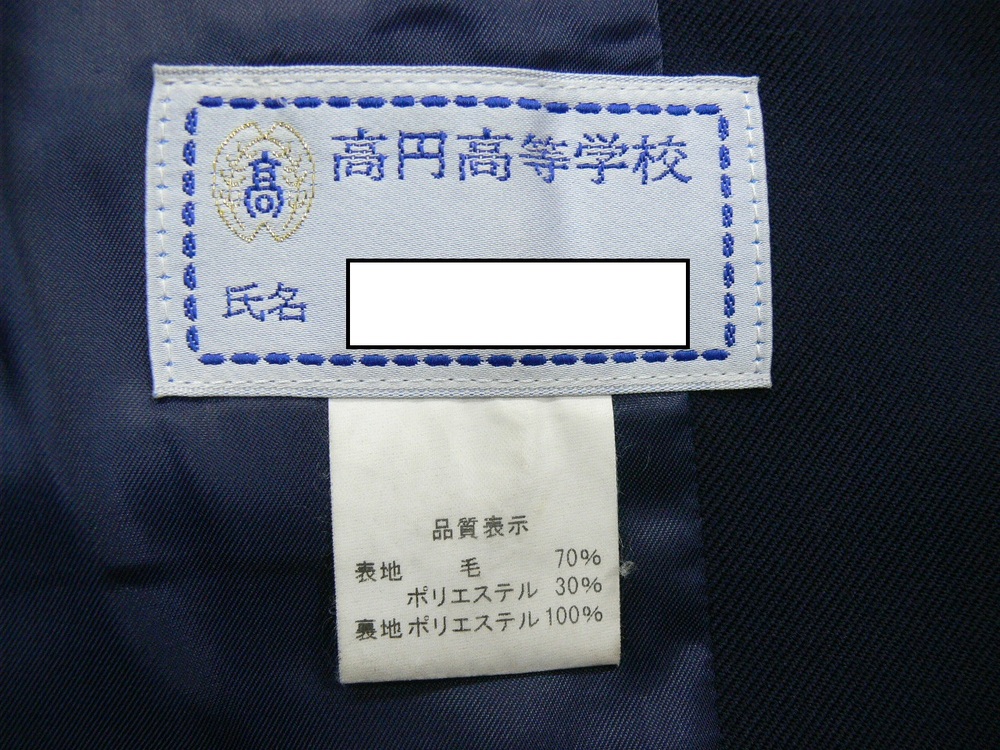 高円高等学校
高
氏名
品質表示
表地 毛 70%
ポリエステル 30%
裏地 ポリエステル 100%